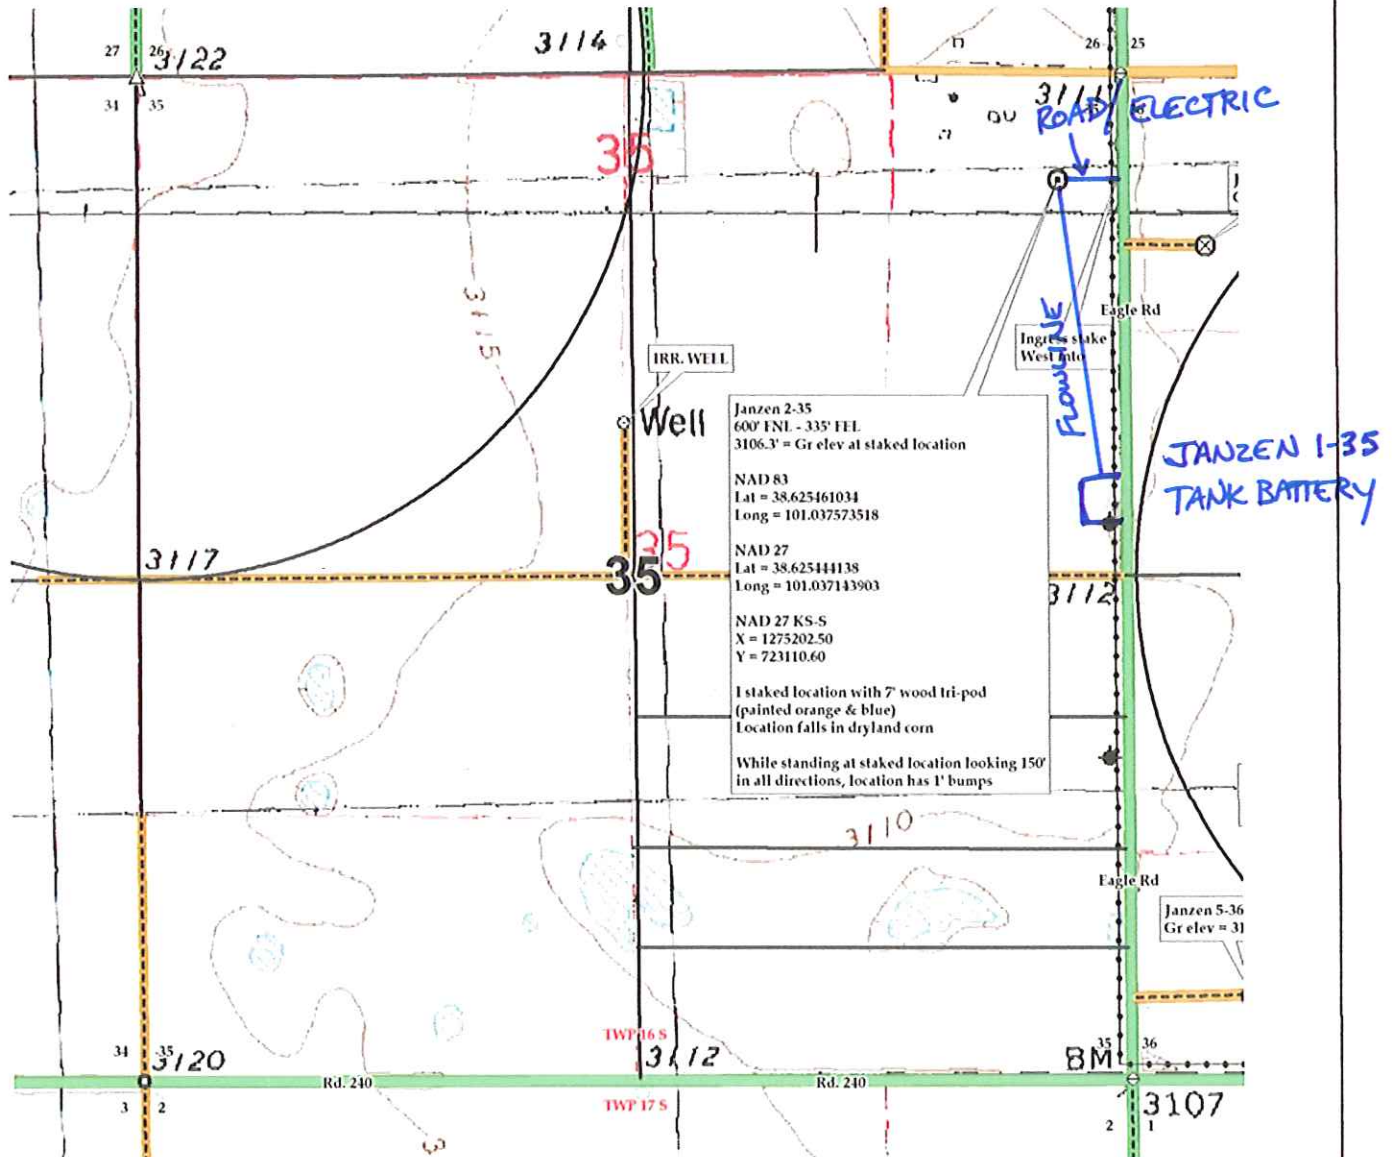 27 26
3122
3114
26 25
34 35
3111
ROAD/ELECTRIC
35
3115
Eagle Rd
IRR. WELL
Ingress stake
West into
FLOWLINE
Well
Janzen 2-35
600' FNL - 335' FEL
3106.3' = Gr elev at staked location
NAD 83
Lat = 38.625461034
Long = 101.037573518
NAD 27
Lat = 38.625444138
Long = 101.037143903
NAD 27 KS-S
X = 1275202.50
Y = 723110.60
I staked location with 7' wood tri-pod
(painted orange & blue)
Location falls in dryland corn
While standing at staked location looking 150'
in all directions, location has 1' bumps
JANZEN 1-35
TANK BATTERY
3117
35
35
3112
3110
Eagle Rd
Janzen 5-36
Gr elev = 31
TWP 16 S
34 35
3120
3112
BM
35 36
Rd. 240
Rd. 240
3 2
TWP 17 S
3107
2 1
3